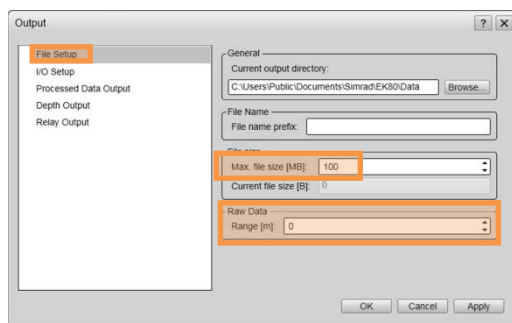 Output
? X
File Setup
I/O Setup
Processed Data Output
Depth Output
Relay Output
General
Current output directory:
C:\Users\Public\Documents\Simrad\EK80\Data Browse...
File Name
File name prefix:
File size
Max. file size [MB]: 100
Current file size [B]: 0
Raw Data
Range [m]: 0
OK Cancel Apply